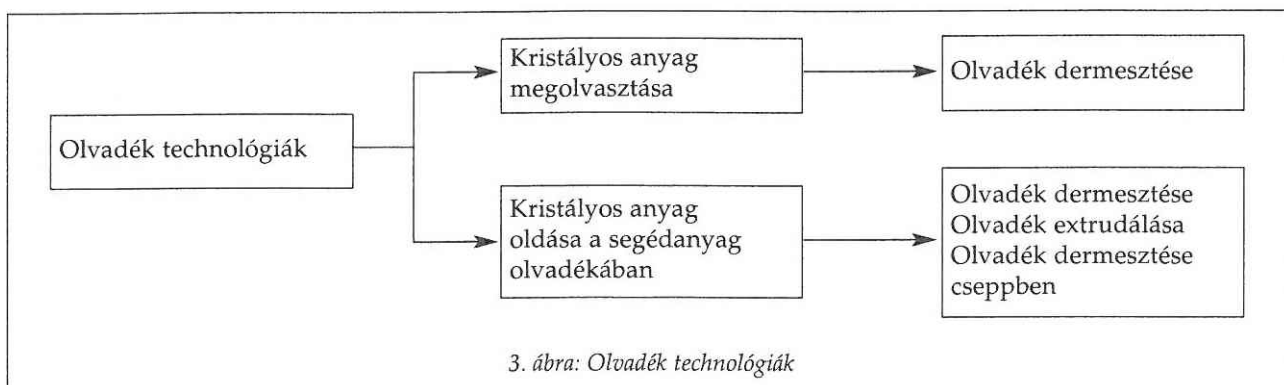 Olvadék technológiák
Kristályos anyag
megolvasztása
Olvadék dermesztése
Kristályos anyag
oldása a segédanyag
olvadékában
Olvadék dermesztése
Olvadék extrudálása
Olvadék dermesztése
cseppben
3. ábra: Olvadék technológiák